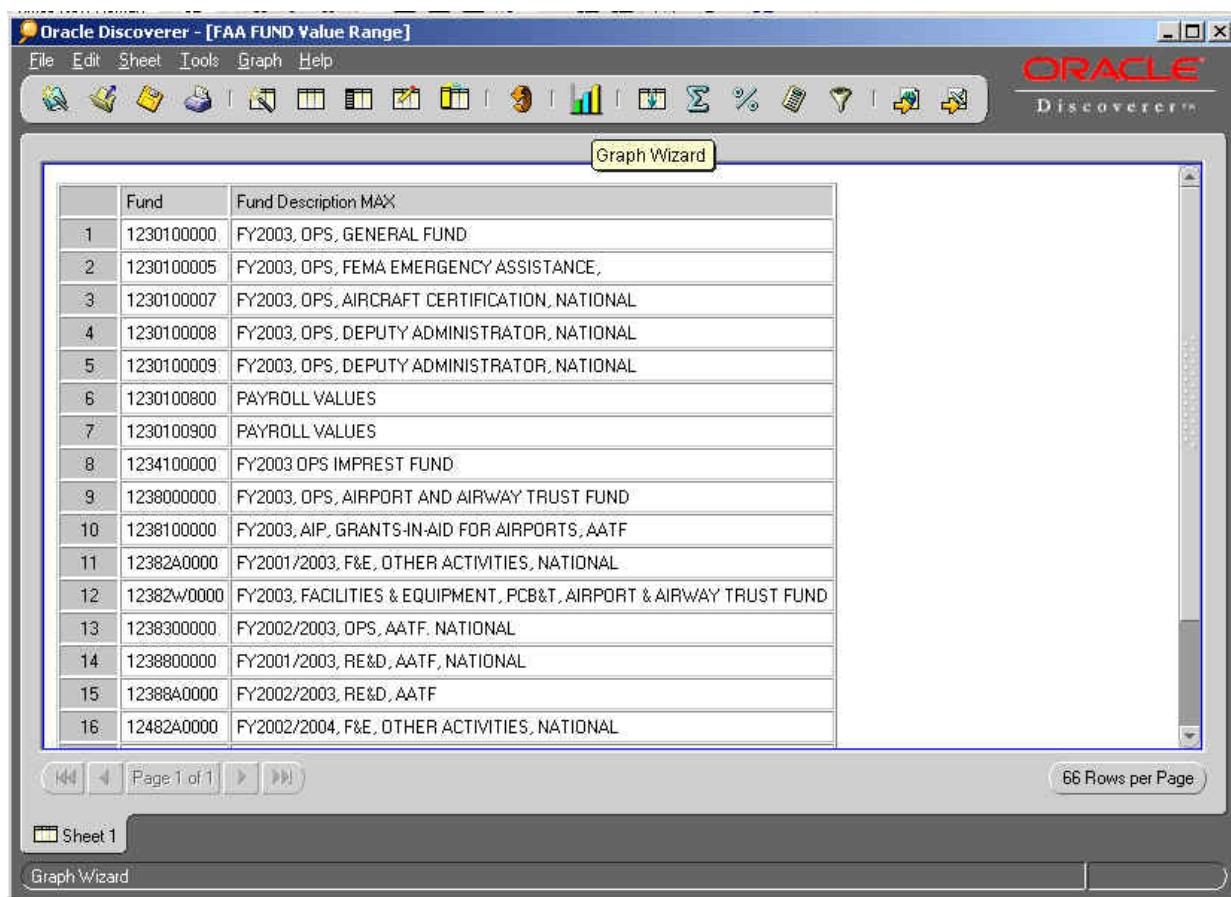 Oracle Discoverer - [FAA FUND Value Range]
File Edit Sheet Tools Graph Help
ORACLE
Discoverer™
Graph Wizard
Fund Fund Description MAX
1 1230100000 FY2003, OPS, GENERAL FUND
2 1230100005 FY2003, OPS, FEMA EMERGENCY ASSISTANCE,
3 1230100007 FY2003, OPS, AIRCRAFT CERTIFICATION, NATIONAL
4 1230100008 FY2003, OPS, DEPUTY ADMINISTRATOR, NATIONAL
5 1230100009 FY2003, OPS, DEPUTY ADMINISTRATOR, NATIONAL
6 1230100800 PAYROLL VALUES
7 1230100900 PAYROLL VALUES
8 1234100000 FY2003 OPS IMPREST FUND
9 1238000000 FY2003, OPS, AIRPORT AND AIRWAY TRUST FUND
10 1238100000 FY2003, AIP, GRANTS-IN-AID FOR AIRPORTS, AATF
11 12382A0000 FY2001/2003, F&E, OTHER ACTIVITIES, NATIONAL
12 12382W0000 FY2003, FACILITIES & EQUIPMENT, PCB&T, AIRPORT & AIRWAY TRUST FUND
13 1238300000 FY2002/2003, OPS, AATF. NATIONAL
14 1238800000 FY2001/2003, RE&D, AATF, NATIONAL
15 12388A0000 FY2002/2003, RE&D, AATF
16 12482A0000 FY2002/2004, F&E, OTHER ACTIVITIES, NATIONAL
Page 1 of 1
66 Rows per Page
Sheet 1
Graph Wizard